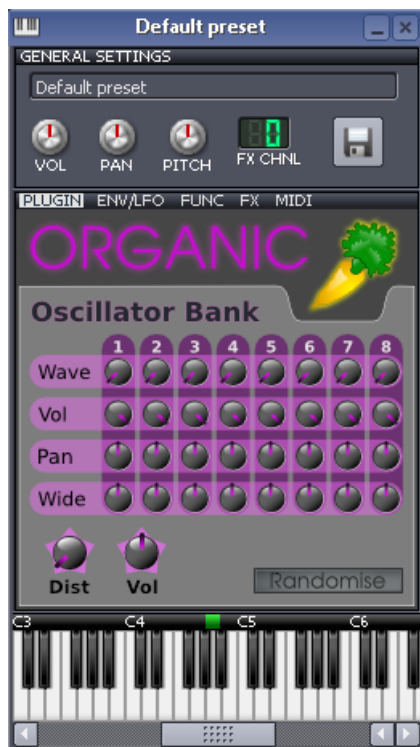 Default preset
GENERAL SETTINGS
Default preset
VOL PAN PITCH FX CHNL
0
PLUGIN ENV/LFO FUNC FX MIDI
ORGANIC
Oscillator Bank
1 2 3 4 5 6 7 8
Wave
Vol
Pan
Wide
Dist Vol
Randomise
C3 C4 C5 C6